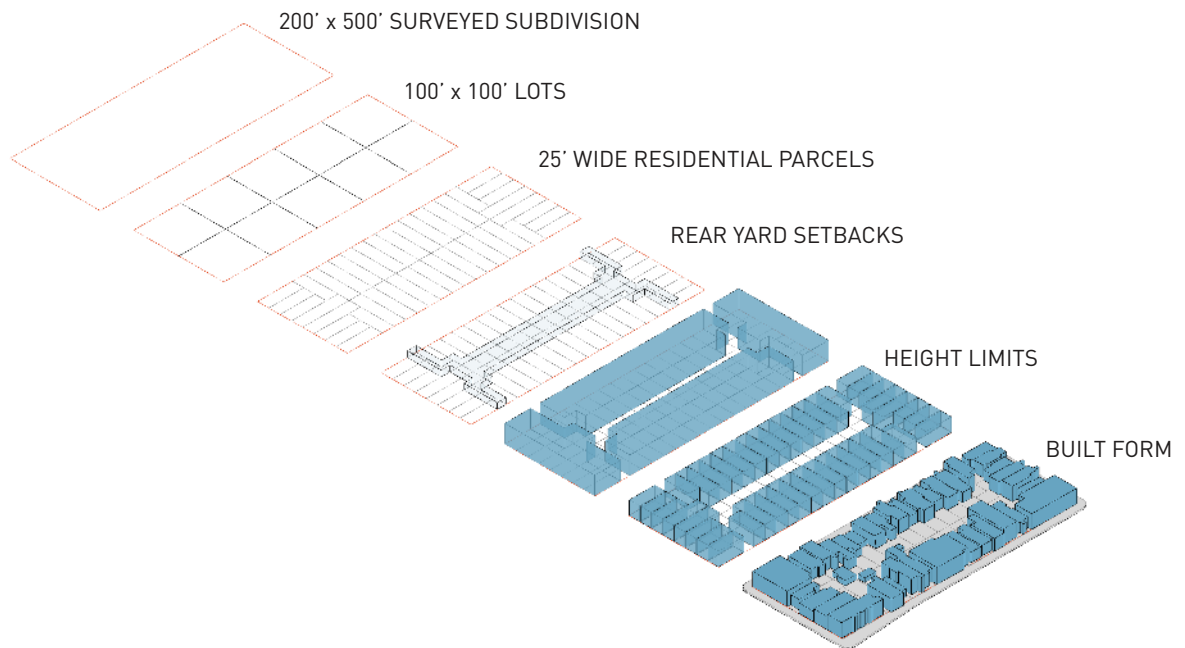 200’ x 500’ SURVEYED SUBDIVISION
100’ x 100’ LOTS
25’ WIDE RESIDENTIAL PARCELS
REAR YARD SETBACKS
HEIGHT LIMITS
BUILT FORM